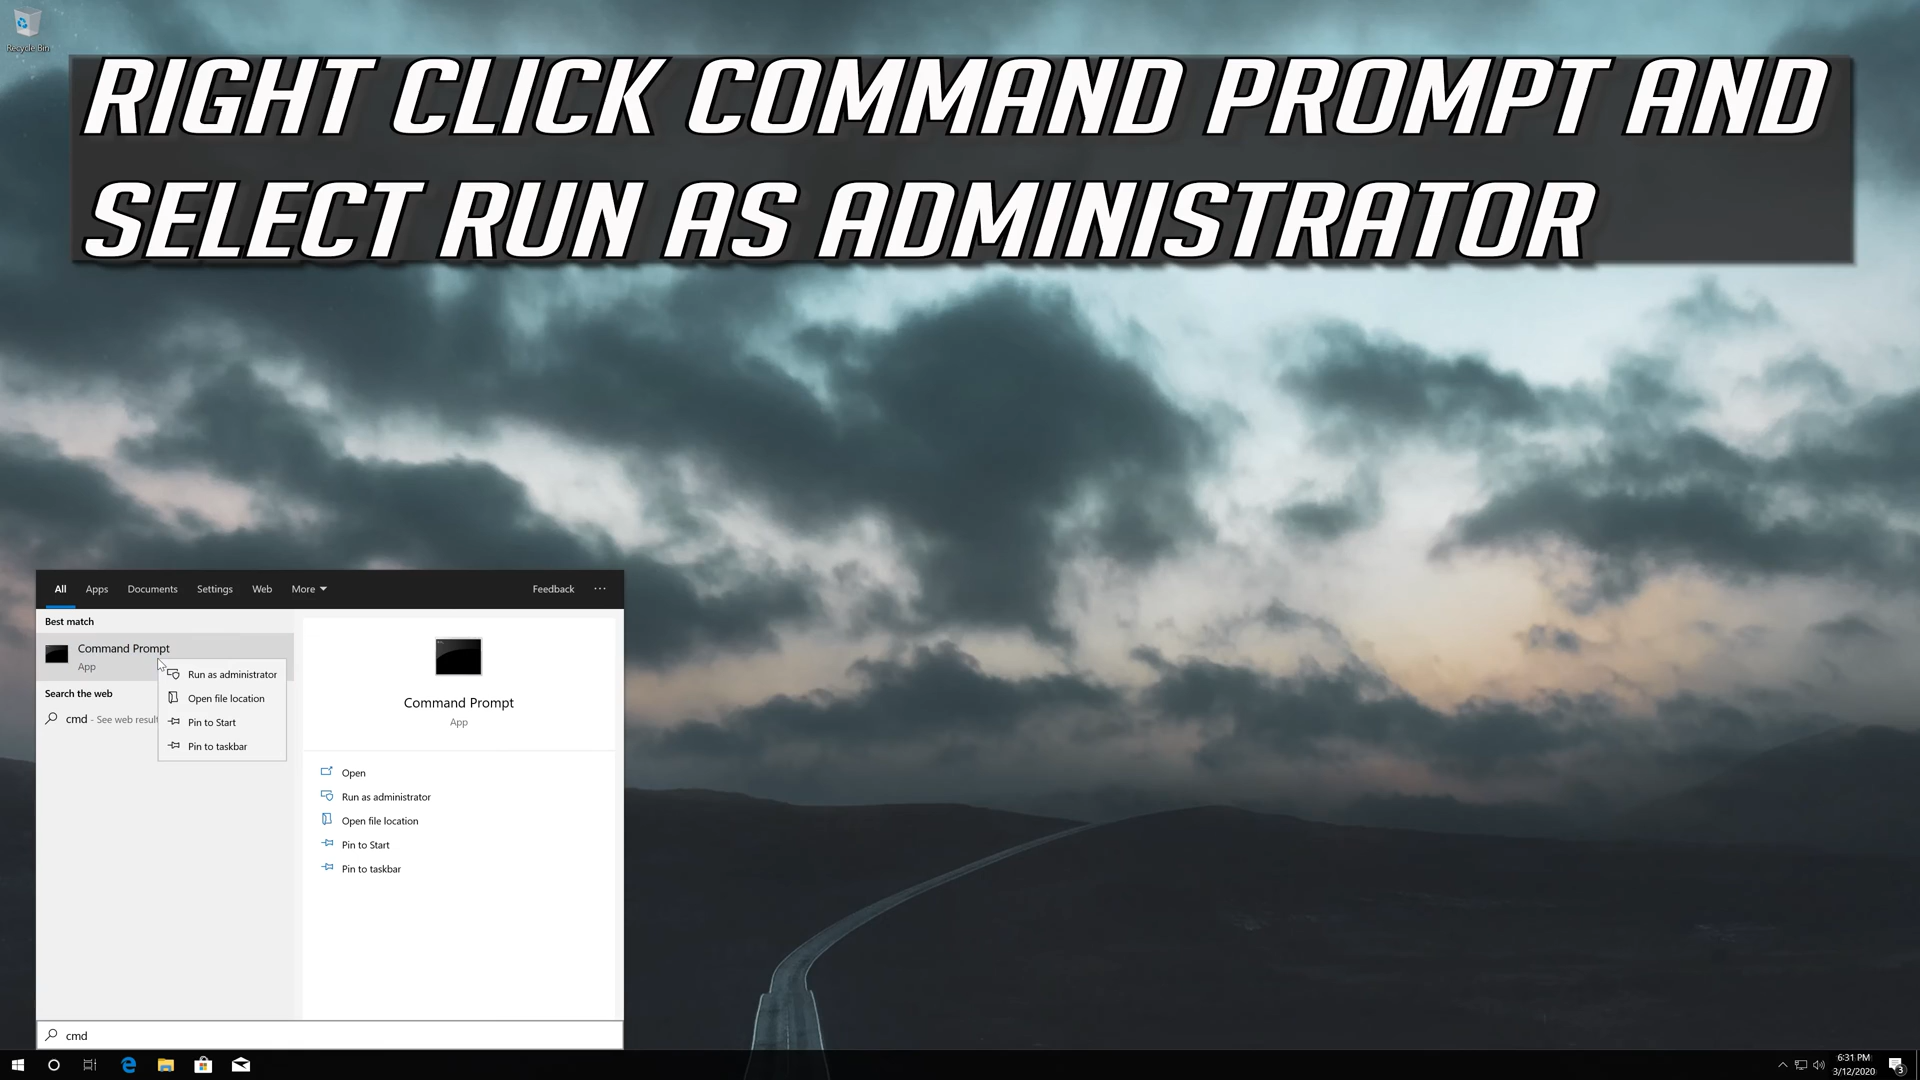 Recycle Bin
RIGHT CLICK COMMAND PROMPT AND
SELECT RUN AS ADMINISTRATOR
All Apps Documents Settings Web More Feedback ...
Best match
Command Prompt
App
Search the web
cmd - See web result
Run as administrator
Open file location
Pin to Start
Pin to taskbar
Command Prompt
App
Open
Run as administrator
Open file location
Pin to Start
Pin to taskbar
cmd
6:31 PM
3/12/2020
3